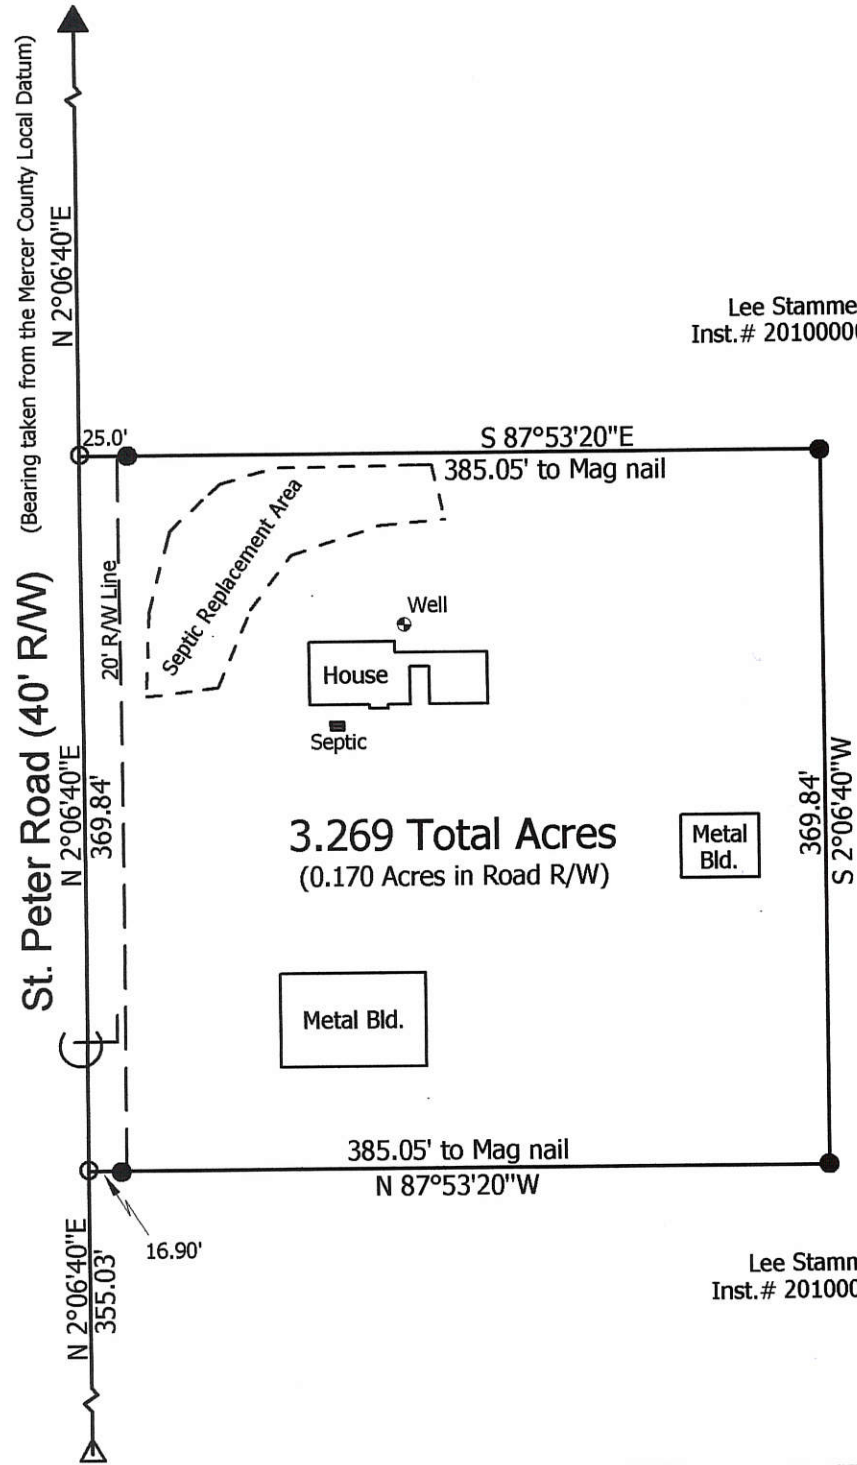 (Bearing taken from the Mercer County Local Datum)
N 2°06'40"E
Lee Stamme
Inst.#
25.0'
S 87°53'20"E
385.05' to Mag nail
Septic Replacement Area
20' R/W Line
Well
House
Septic
St. Peter Road (40' R/W)
N 2°06'40"E
369.84'
3.269 Total Acres
(0.170 Acres in Road R/W)
Metal
Bld.
369.84'
S 2°06'40"W
Metal Bld.
385.05' to Mag nail
N 87°53'20"W
16.90'
N 2°06'40"E
355.03'
Lee Stamm
Inst.# 201000